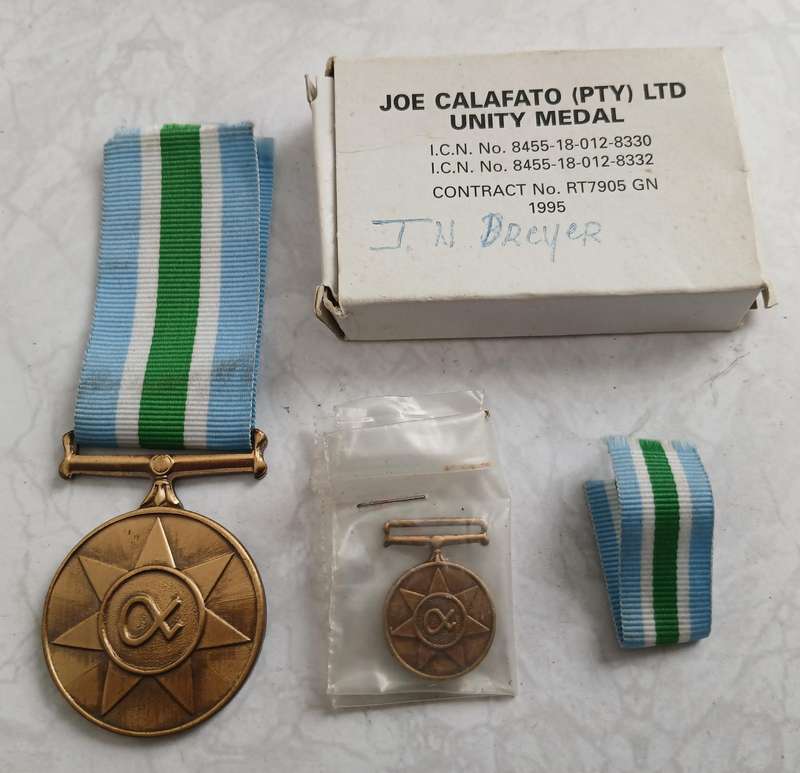 JOE CALAFATO (PTY) LTD
UNITY MEDAL
I.C.N. No. 8455-18-012-8330
I.C.N. No. 8455-18-012-8332
CONTRACT No. RT7905 GN
1995
J. N Dreyer
α
α